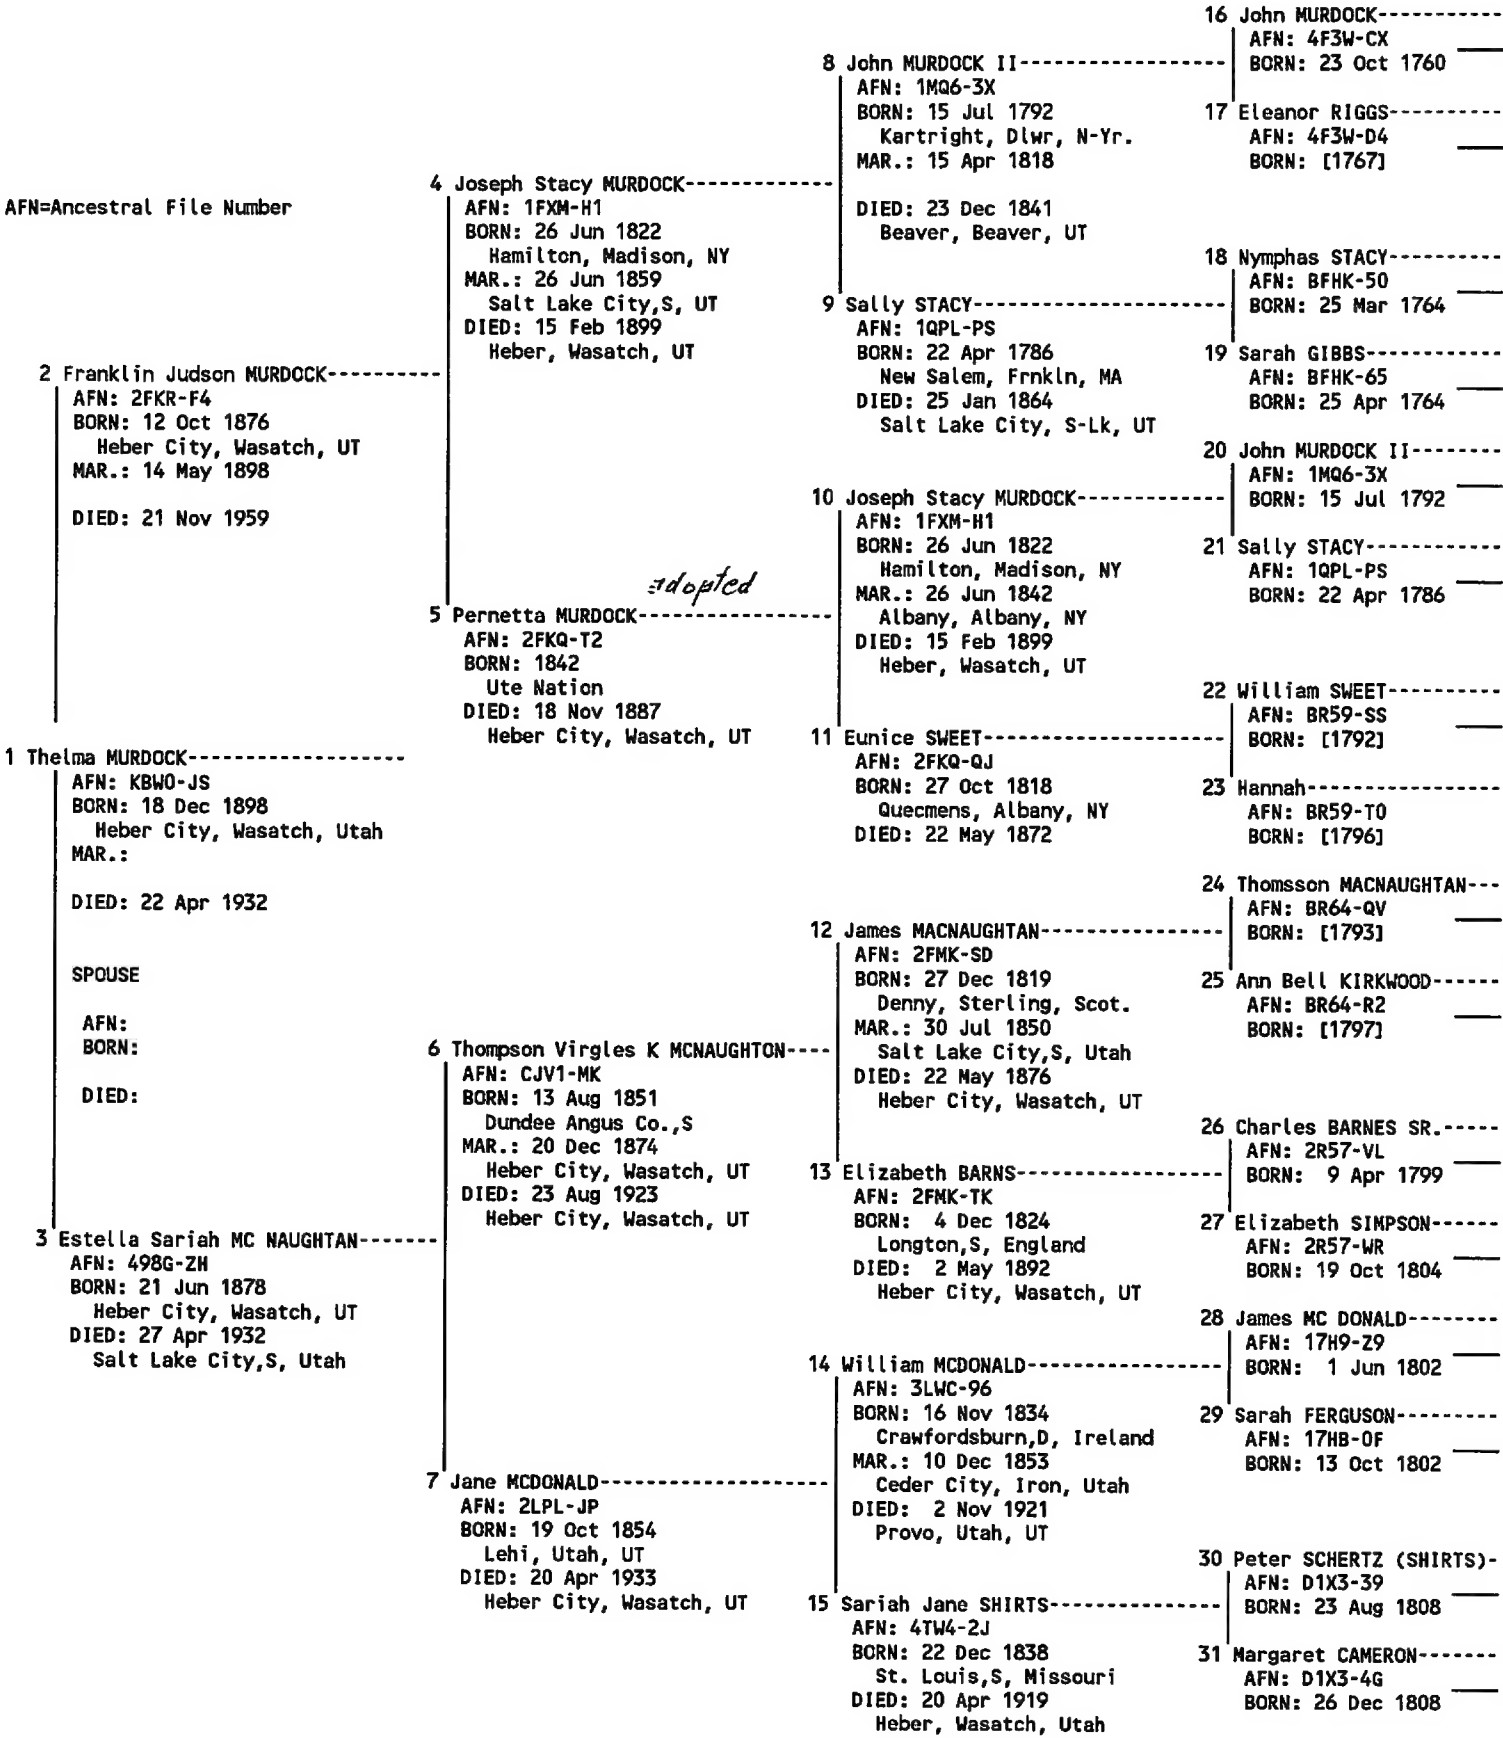 AFN=Ancestral File Number
1 Thelma MURDOCK
AFN: KBW0-JS
BORN: 18 Dec 1898
Heber City, Wasatch, Utah
MAR.:
DIED: 22 Apr 1932
SPOUSE
AFN:
BORN:
DIED:
2 Franklin Judson MURDOCK
AFN: 2FKR-F4
BORN: 12 Oct 1876
Heber City, Wasatch, UT
MAR.: 14 May 1898
DIED: 21 Nov 1959
3 Estella Sariah MC NAUGHTAN
AFN: 498G-ZH
BORN: 21 Jun 1878
Heber City, Wasatch, UT
DIED: 27 Apr 1932
Salt Lake City,S, Utah
4 Joseph Stacy MURDOCK
AFN: 1FXM-H1
BORN: 26 Jun 1822
Hamilton, Madison, NY
MAR.: 26 Jun 1859
Salt Lake City,S, UT
DIED: 15 Feb 1899
Heber, Wasatch, UT
adopted
5 Pernetta MURDOCK
AFN: 2FKQ-T2
BORN: 1842
Ute Nation
DIED: 18 Nov 1887
Heber City, Wasatch, UT
6 Thompson Virgles K MCNAUGHTON
AFN: CJV1-MK
BORN: 13 Aug 1851
Dundee Angus Co.,S
MAR.: 20 Dec 1874
Heber City, Wasatch, UT
DIED: 23 Aug 1923
Heber City, Wasatch, UT
7 Jane MCDONALD
AFN: 2LPL-JP
BORN: 19 Oct 1854
Lehi, Utah, UT
DIED: 20 Apr 1933
Heber City, Wasatch, UT
8 John MURDOCK II
AFN: 1MQ6-3X
BORN: 15 Jul 1792
Kartright, Dlwr, N-Yr.
MAR.: 15 Apr 1818
DIED: 23 Dec 1841
Beaver, Beaver, UT
9 Sally STACY
AFN: 1QPL-PS
BORN: 22 Apr 1786
New Salem, Frnkln, MA
DIED: 25 Jan 1864
Salt Lake City, S-Lk, UT
10 Joseph Stacy MURDOCK
AFN: 1FXM-H1
BORN: 26 Jun 1822
Hamilton, Madison, NY
MAR.: 26 Jun 1842
Albany, Albany, NY
DIED: 15 Feb 1899
Heber, Wasatch, UT
11 Eunice SWEET
AFN: 2FKQ-QJ
BORN: 27 Oct 1818
Quecmens, Albany, NY
DIED: 22 May 1872
12 James MACNAUGHTAN
AFN: 2FMK-SD
BORN: 27 Dec 1819
Denny, Sterling, Scot.
MAR.: 30 Jul 1850
Salt Lake City,S, Utah
DIED: 22 May 1876
Heber City, Wasatch, UT
13 Elizabeth BARNS
AFN: 2FMK-TK
BORN: 4 Dec 1824
Longton,S, England
DIED: 2 May 1892
Heber City, Wasatch, UT
14 William MCDONALD
AFN: 3LWC-96
BORN: 16 Nov 1834
Crawfordsburn,D, Ireland
MAR.: 10 Dec 1853
Ceder City, Iron, Utah
DIED: 2 Nov 1921
Provo, Utah, UT
15 Sariah Jane SHIRTS
AFN: 4TW4-2J
BORN: 22 Dec 1838
St. Louis,S, Missouri
DIED: 20 Apr 1919
Heber, Wasatch, Utah
16 John MURDOCK
AFN: 4F3W-CX
BORN: 23 Oct 1760
17 Eleanor RIGGS
AFN: 4F3W-D4
BORN: [1767]
18 Nymphas STACY
AFN: BFHK-50
BORN: 25 Mar 1764
19 Sarah GIBBS
AFN: BFHK-65
BORN: 25 Apr 1764
20 John MURDOCK II
AFN: 1MQ6-3X
BORN: 15 Jul 1792
21 Sally STACY
AFN: 1QPL-PS
BORN: 22 Apr 1786
22 William SWEET
AFN: BR59-SS
BORN: [1792]
23 Hannah
AFN: BR59-T0
BORN: [1796]
24 Thomsson MACNAUGHTAN
AFN: BR64-QV
BORN: [1793]
25 Ann Bell KIRKWOOD
AFN: BR64-R2
BORN: [1797]
26 Charles BARNES SR.
AFN: 2R57-VL
BORN: 9 Apr 1799
27 Elizabeth SIMPSON
AFN: 2R57-WR
BORN: 19 Oct 1804
28 James MC DONALD
AFN: 17H9-Z9
BORN: 1 Jun 1802
29 Sarah FERGUSON
AFN: 17HB-0F
BORN: 13 Oct 1802
30 Peter SCHERTZ (SHIRTS)
AFN: D1X3-39
BORN: 23 Aug 1808
31 Margaret CAMERON
AFN: D1X3-4G
BORN: 26 Dec 1808